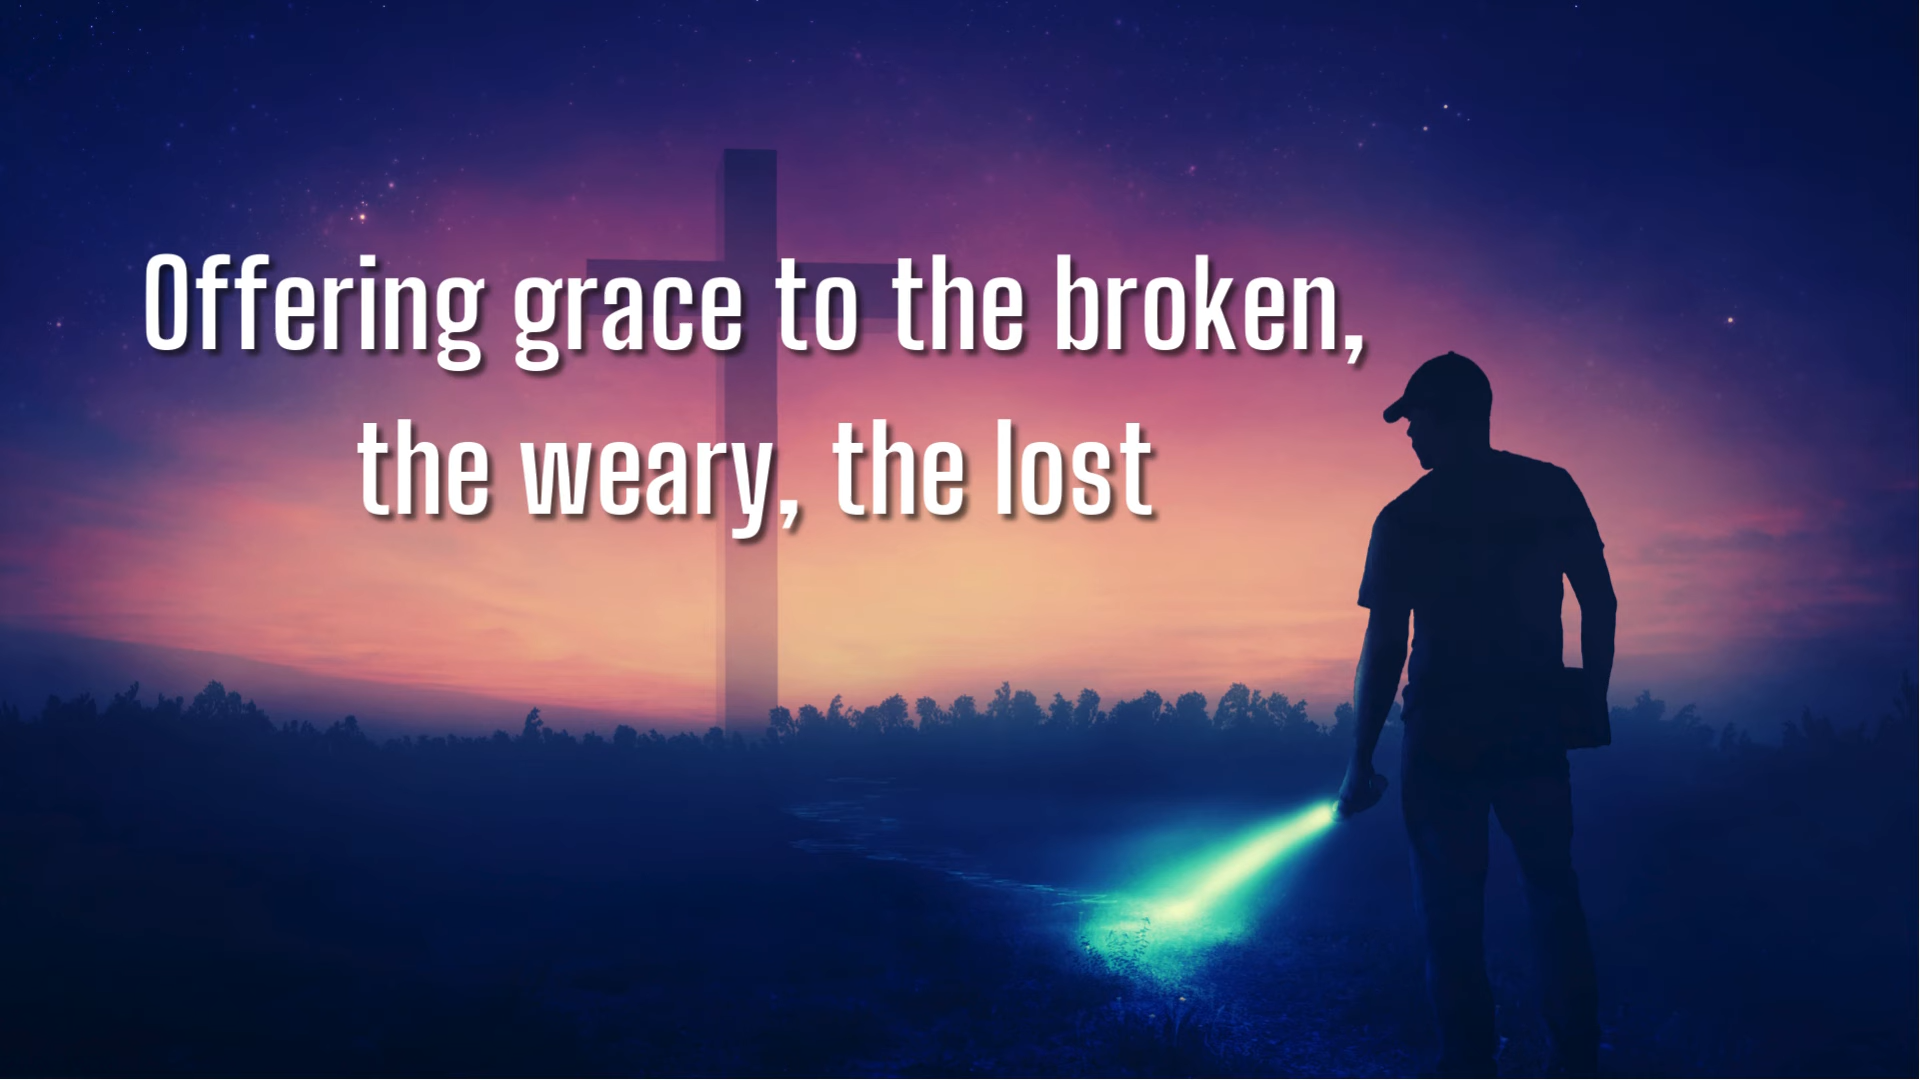 Offering grace to the broken,
the weary, the lost